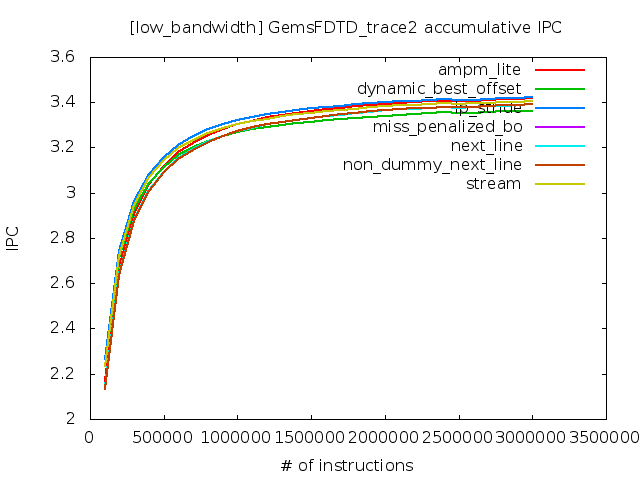 [low_bandwidth] GemsFDTD_trace2 accumulative IPC
3.6
3.4
3.2
3
2.8
2.6
2.4
2.2
2
IPC
ampm_lite
dynamic_best_offset
ip_stride
miss_penalized_bo
next_line
non_dummy_next_line
stream
0 500000 1000000 1500000 2000000 2500000 3000000 3500000
# of instructions